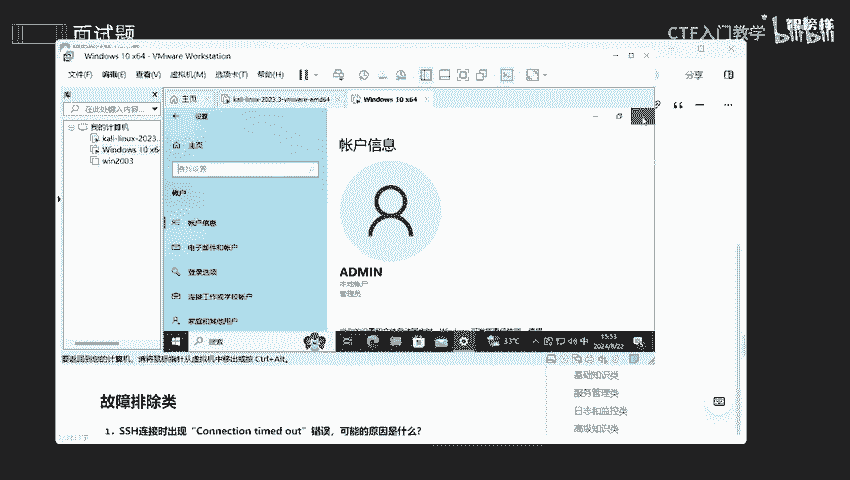 面试题
CTF入门教学
bilibili
Windows 10 x64 - VMware Workstation
文件(F) 编辑(E) 查看(V) 虚拟机(M) 选项卡(T) 帮助(H)
分享
库
在此处键入内容...
主页
kali-linux-2023.3-vmware-amd64
Windows 10 x64
我的计算机
kali-linux-2023...
Windows 10 x6
win2003
设置
主页
查找设置
帐户
帐户信息
电子邮件和帐户
登录选项
连接工作或学校帐户
家庭和其他用户
帐户信息
ADMIN
本地帐户
管理员
搜索
33°C
中
15:53
2024/8/22
要返回到您的计算机，请将鼠标指针从虚拟机中移出或按 Ctrl+Alt。
基础知识类
服务管理类
日志和监控类
高级知识类
故障排除类
1. SSH连接时出现“Connection timed out”错误，可能的原因是什么？